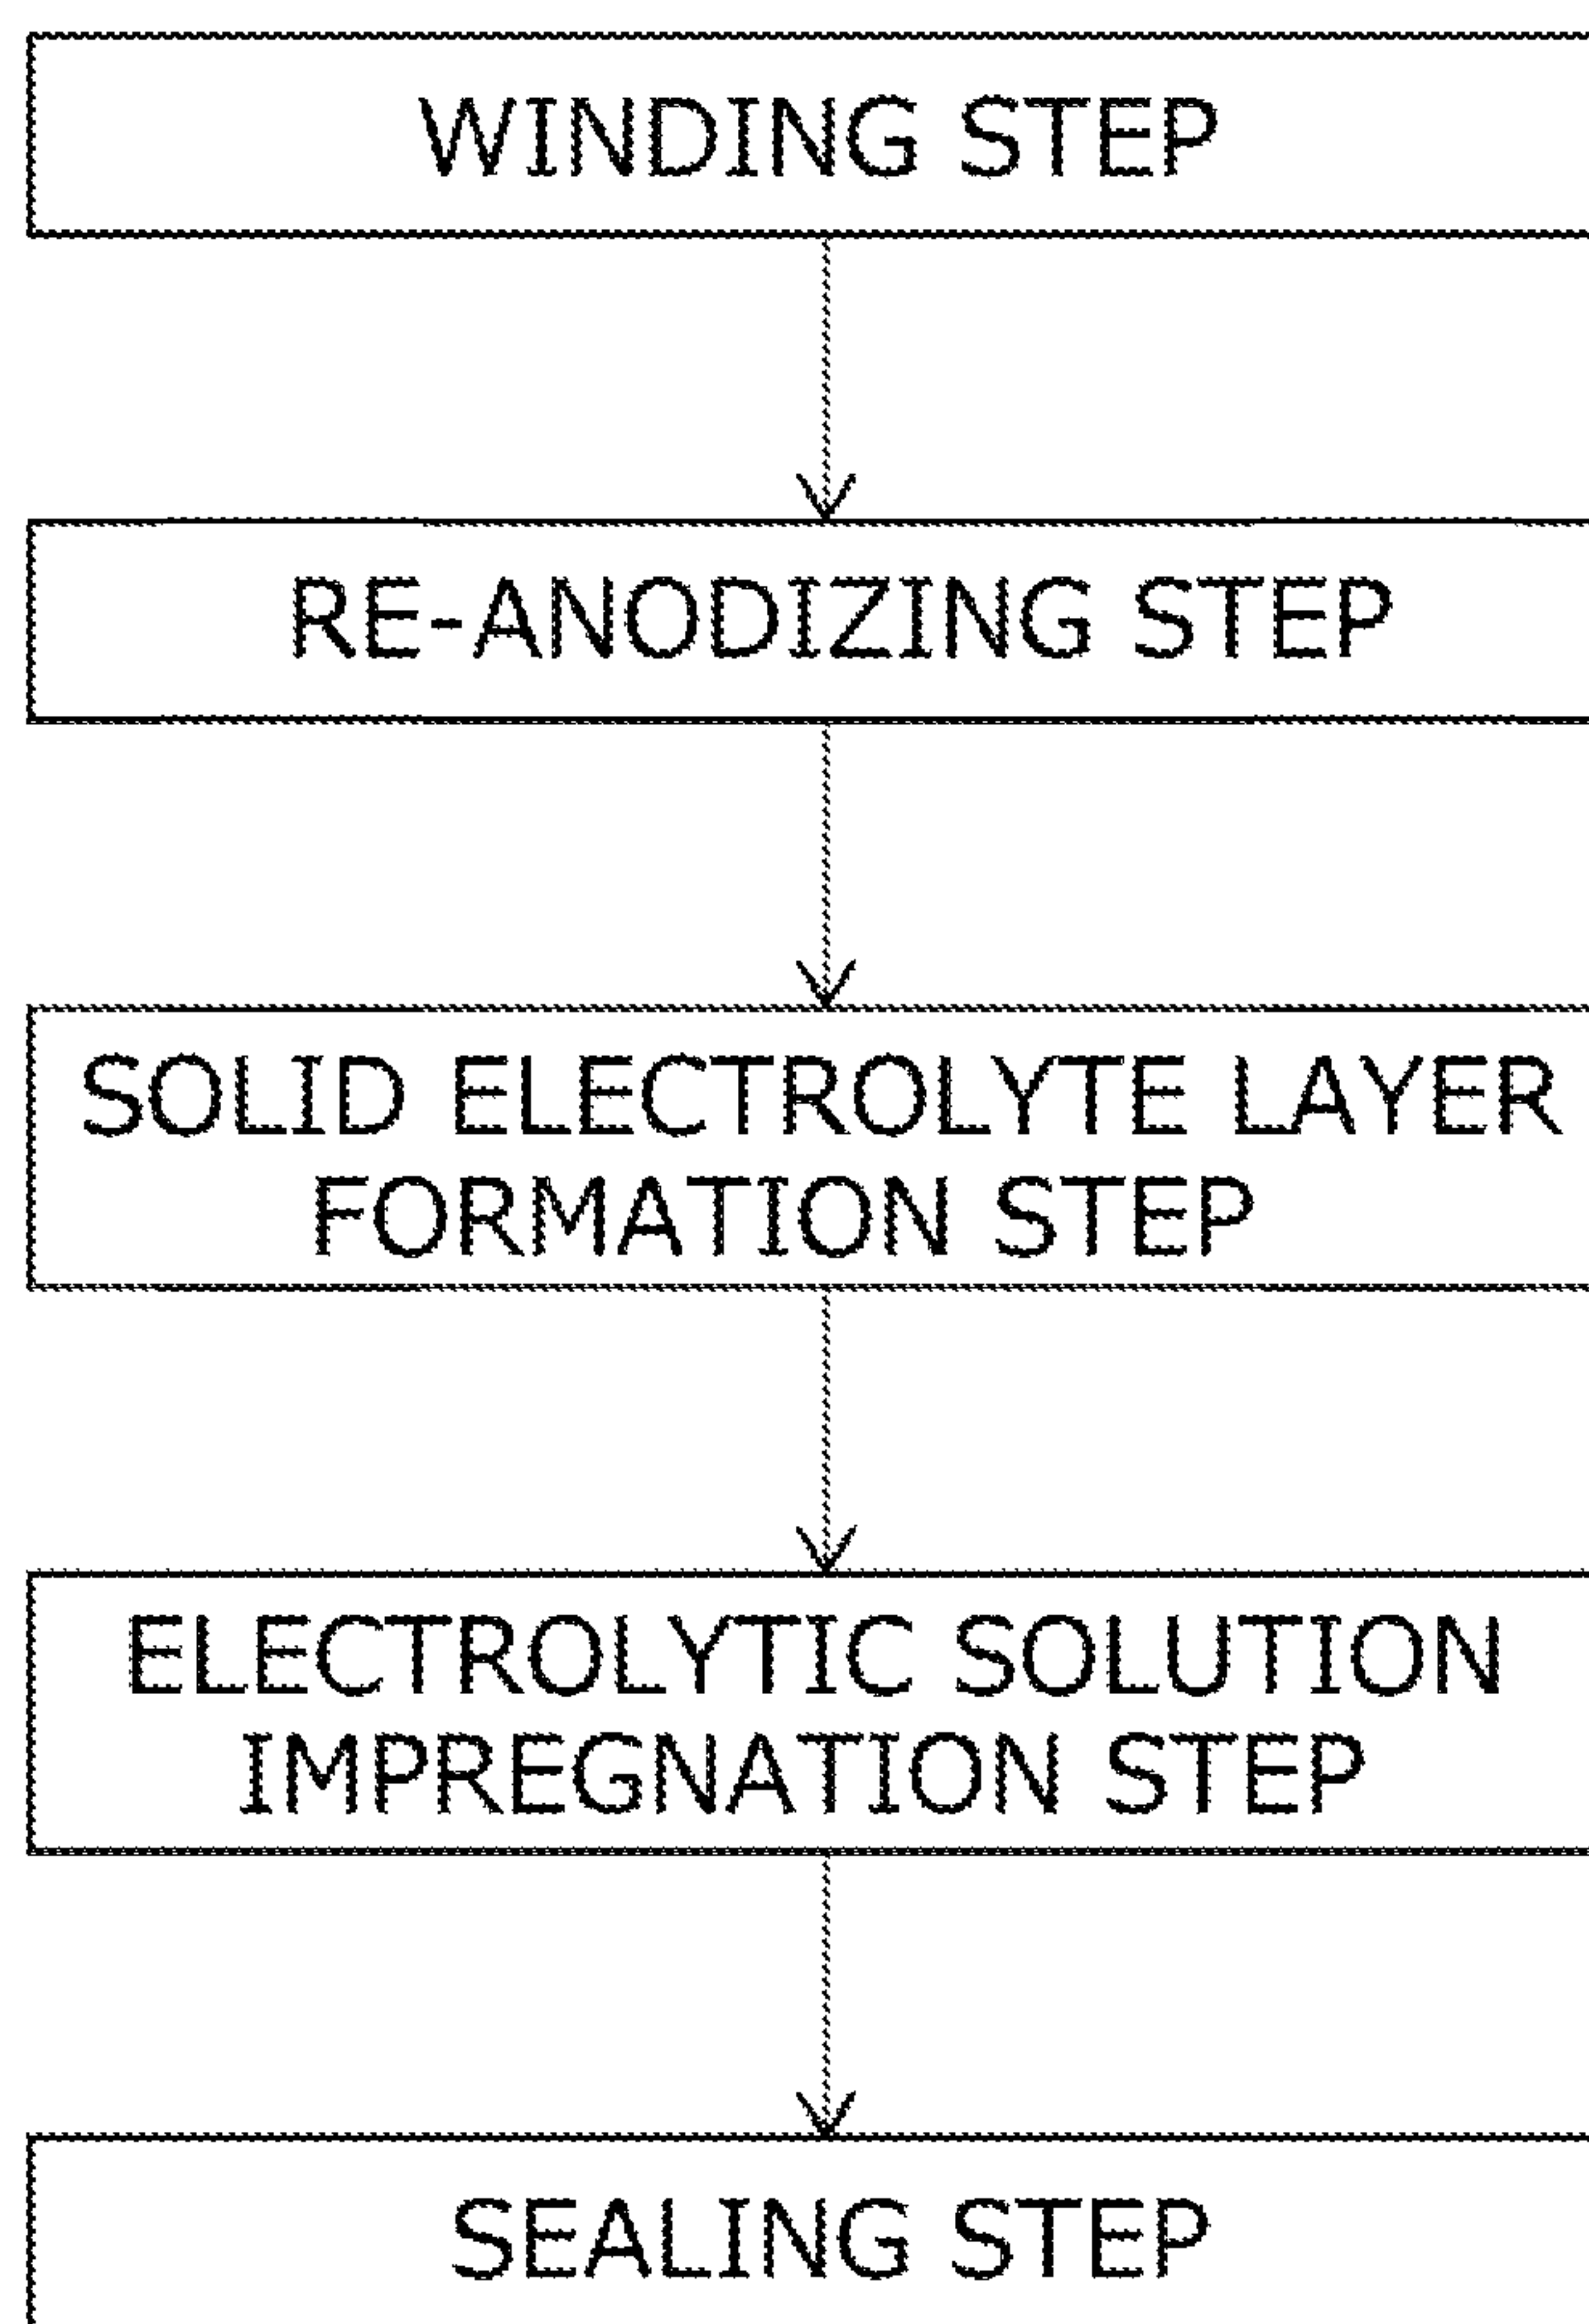 WINDING STEP
RE-ANODIZING STEP
SOLID ELECTROLYTE LAYER
FORMATION STEP
ELECTROLYTIC SOLUTION
IMPREGNATION STEP
SEALING STEP